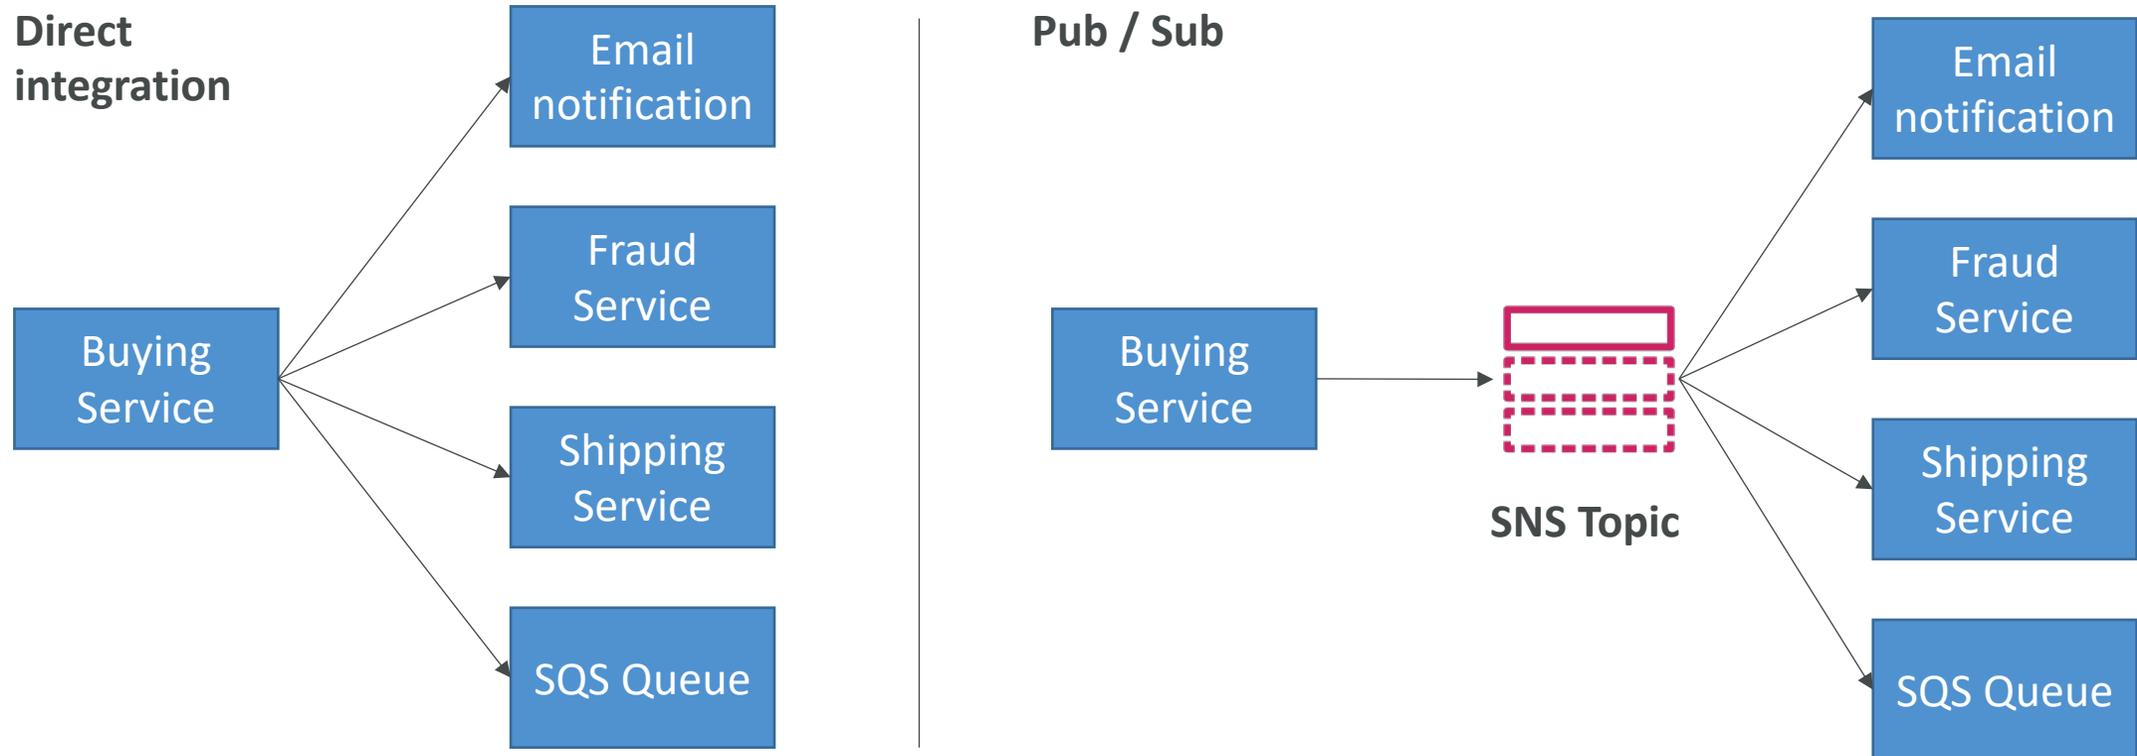 Direct
integration
Email
notification
Fraud
Service
Buying
Service
Shipping
Service
SQS Queue
Pub / Sub
Buying
Service
SNS Topic
Email
notification
Fraud
Service
Shipping
Service
SQS Queue